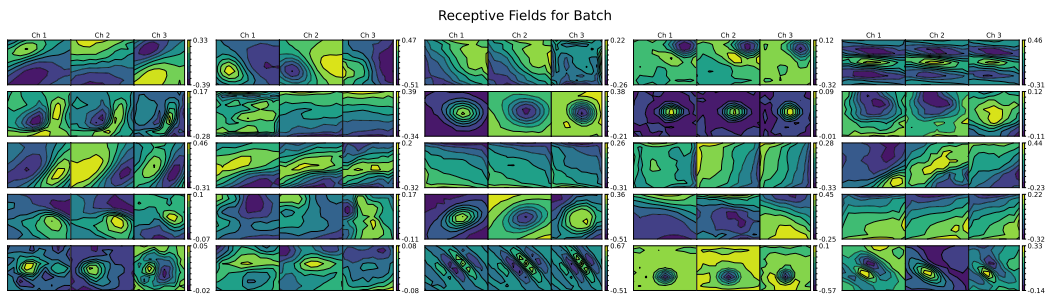 Receptive Fields for Batch
Ch 1 Ch 2 Ch 3 Ch 1 Ch 2 Ch 3 Ch 1 Ch 2 Ch 3 Ch 1 Ch 2 Ch 3 Ch 1 Ch 2 Ch 3
0.33 0.47 0.22 0.12 0.46
-0.39 -0.51 -0.26 -0.32 -0.31
0.17 0.39 0.38 0.09 0.12
-0.28 -0.34 -0.21 -0.01 -0.11
0.46 0.2 0.26 0.28 0.44
-0.31 -0.32 -0.31 -0.33 -0.23
0.1 0.17 0.46 0.45 0.22
-0.07 -0.11 -0.51 -0.25 -0.32
0.05 0.08 0.67 0.1 0.33
-0.02 -0.08 -0.51 -0.57 -0.14